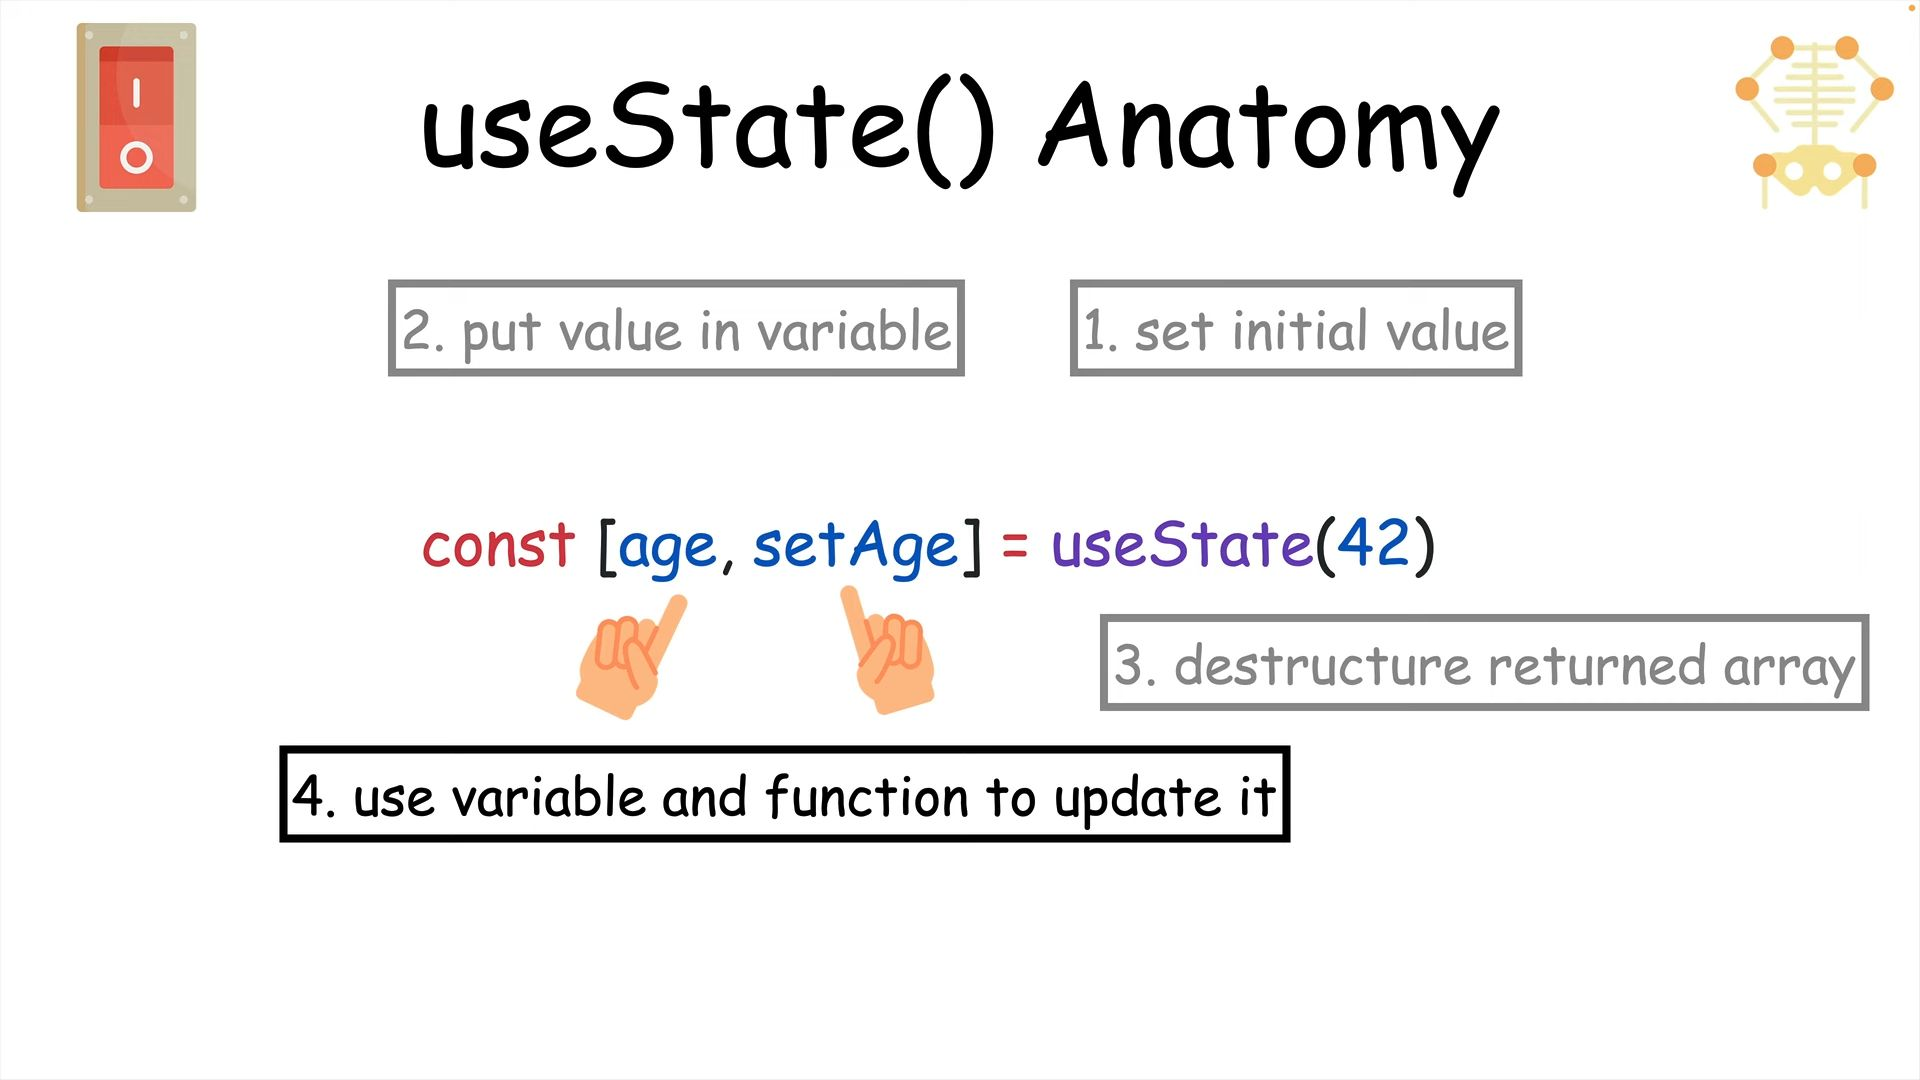 useState() Anatomy
2. put value in variable
1. set initial value
const [age, setAge] = useState(42)
3. destructure returned array
4. use variable and function to update it